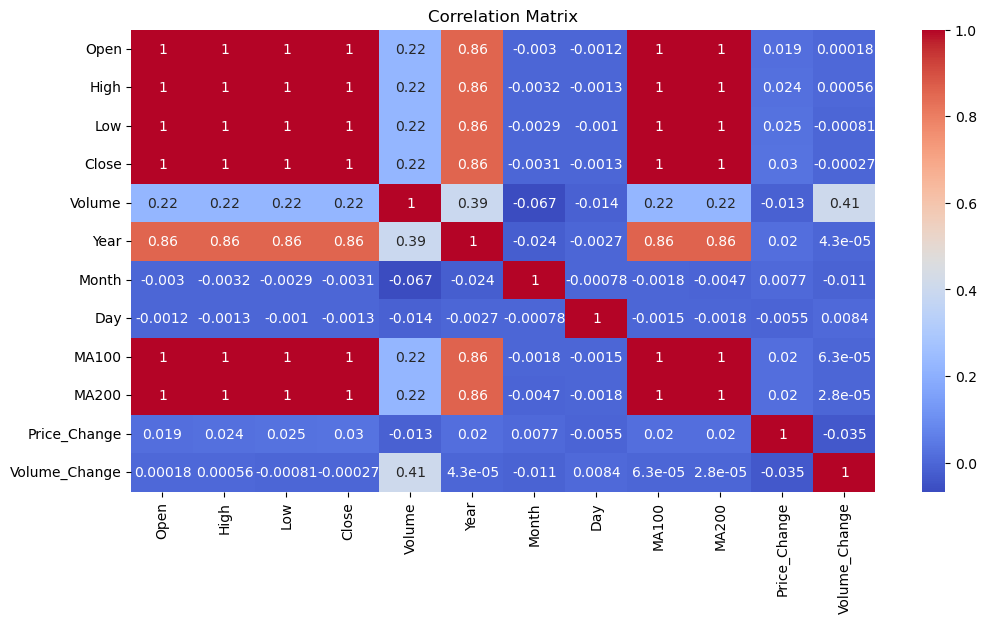 Correlation Matrix
Open 1 1 1 1 0.22 0.86 -0.003 -0.0012 1 1 0.019 0.00018
High 1 1 1 1 0.22 0.86 -0.0032 -0.0013 1 1 0.024 0.00056
Low 1 1 1 1 0.22 0.86 -0.0029 -0.001 1 1 0.025 -0.00081
Close 1 1 1 1 0.22 0.86 -0.0031 -0.0013 1 1 0.03 -0.00027
Volume 0.22 0.22 0.22 0.22 1 0.39 -0.067 -0.014 0.22 0.22 -0.013 0.41
Year 0.86 0.86 0.86 0.86 0.39 1 -0.024 -0.0027 0.86 0.86 0.02 4.3e-05
Month -0.003 -0.0032 -0.0029 -0.0031 -0.067 -0.024 1 -0.00078 -0.0018 -0.0047 0.0077 -0.011
Day -0.0012 -0.0013 -0.001 -0.0013 -0.014 -0.0027 -0.00078 1 -0.0015 -0.0018 -0.0055 0.0084
MA100 1 1 1 1 0.22 0.86 -0.0018 -0.0015 1 1 0.02 6.3e-05
MA200 1 1 1 1 0.22 0.86 -0.0047 -0.0018 1 1 0.02 2.8e-05
Price_Change 0.019 0.024 0.025 0.03 -0.013 0.02 0.0077 -0.0055 0.02 0.02 1 -0.035
Volume_Change 0.00018 0.00056 -0.00081 -0.00027 0.41 4.3e-05 -0.011 0.0084 6.3e-05 2.8e-05 -0.035 1
Open High Low Close Volume Year Month Day MA100 MA200 Price_Change Volume_Change
1.0
0.8
0.6
0.4
0.2
0.0